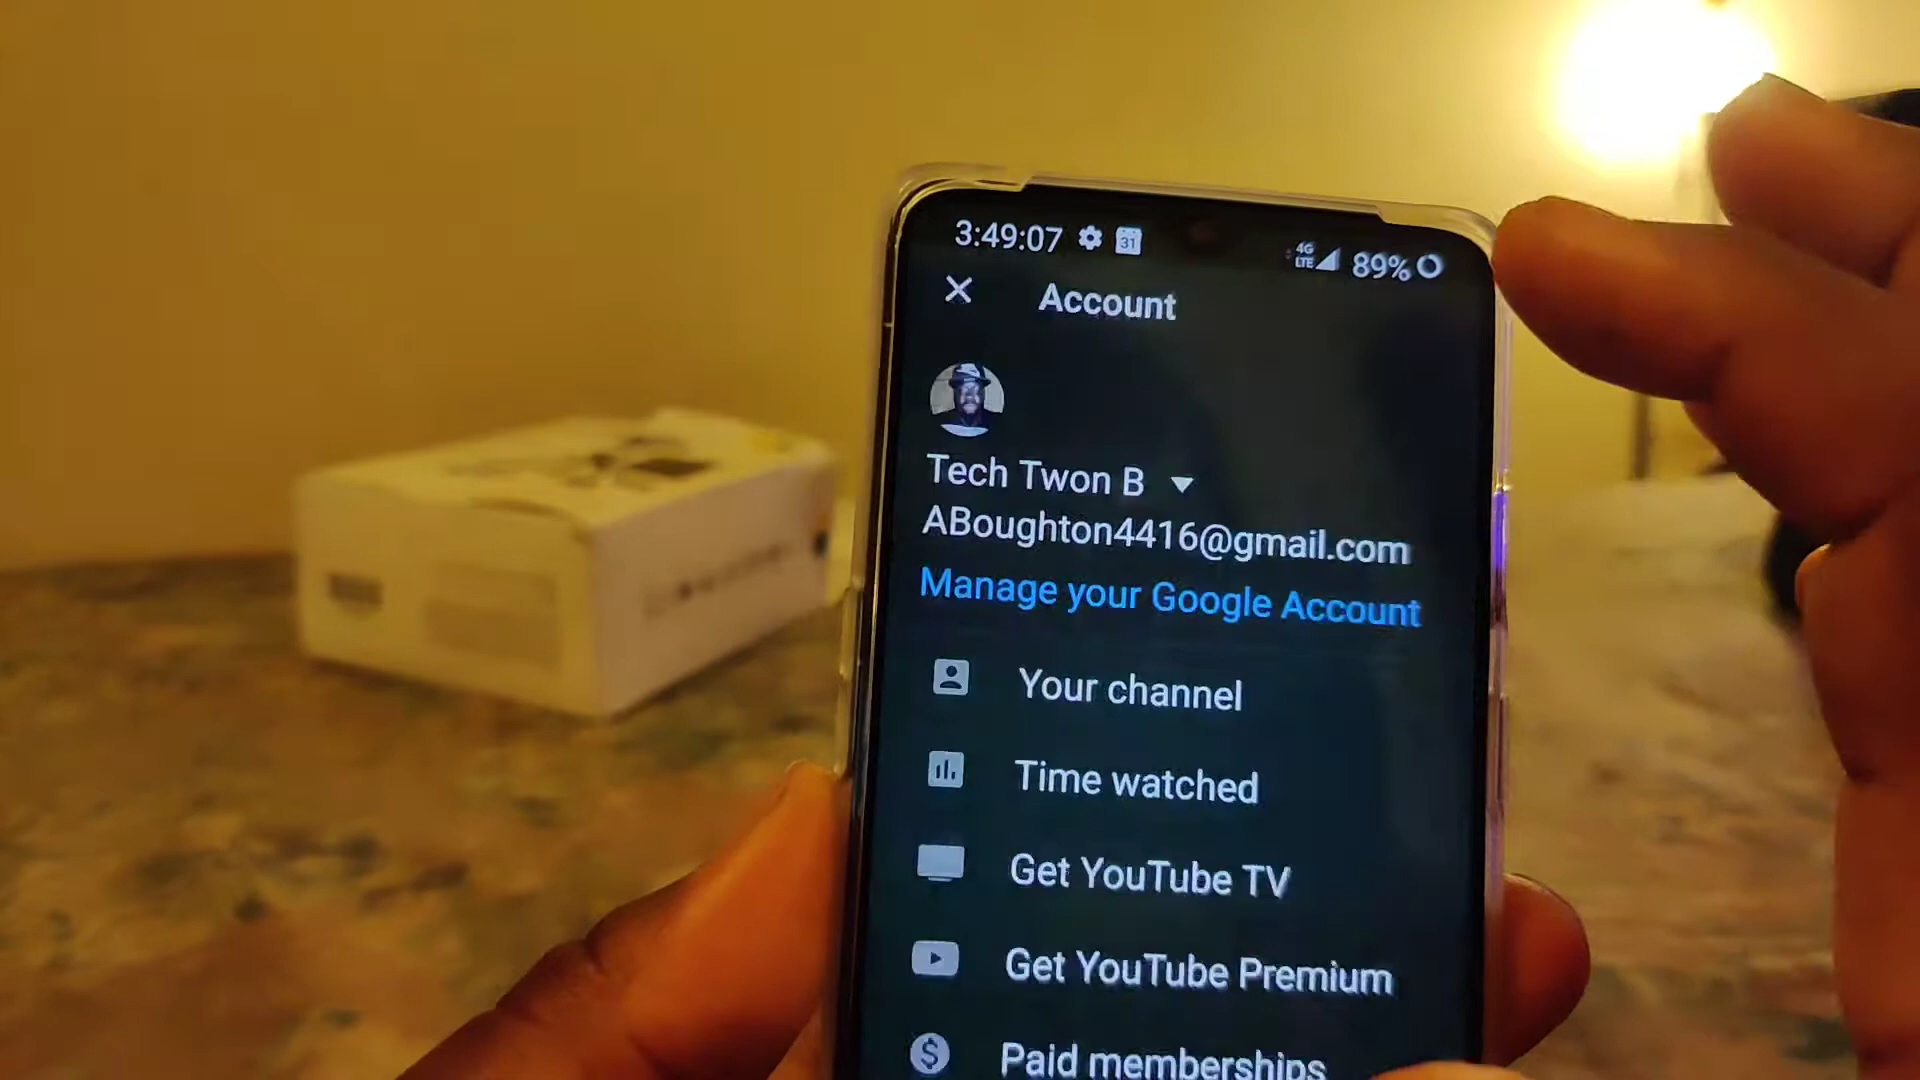 3:49:07 31 4G LTE 89%
Account
Tech Twon B
ABoughton4416@gmail.com
Manage your Google Account
Your channel
Time watched
Get YouTube TV
Get YouTube Premium
Paid memberships